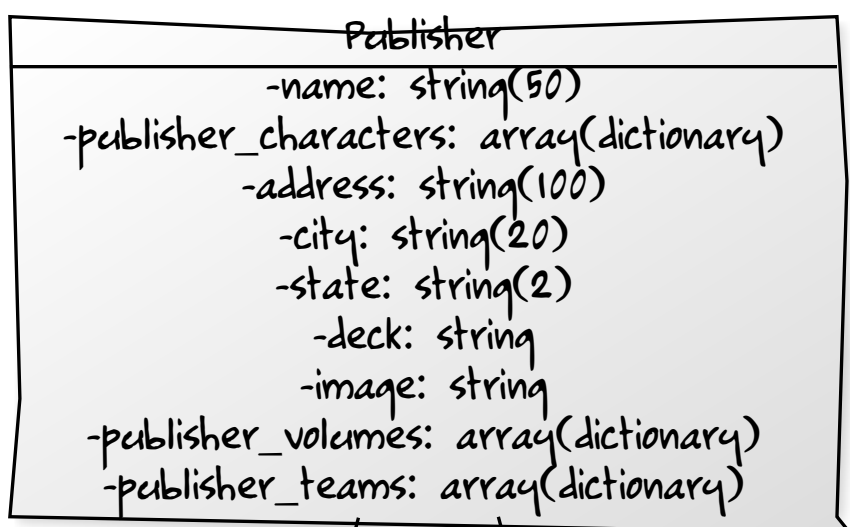 Publisher
-name: string(50)
-publisher_characters: array(dictionary)
-address: string(100)
-city: string(20)
-state: string(2)
-deck: string
-image: string
-publisher_volumes: array(dictionary)
-publisher_teams: array(dictionary)